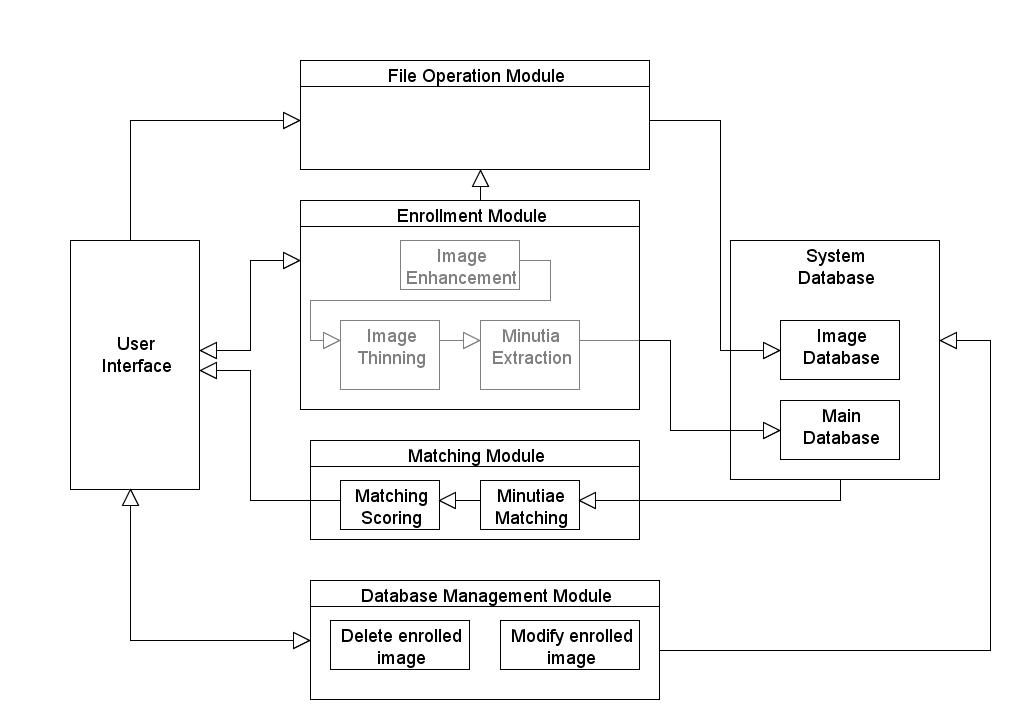 File Operation Module
Enrollment Module
Image
Enhancement
Image
Thinning
Minutia
Extraction
User
Interface
System
Database
Image
Database
Main
Database
Matching Module
Matching
Scoring
Minutiae
Matching
Database Management Module
Delete enrolled
image
Modify enrolled
image